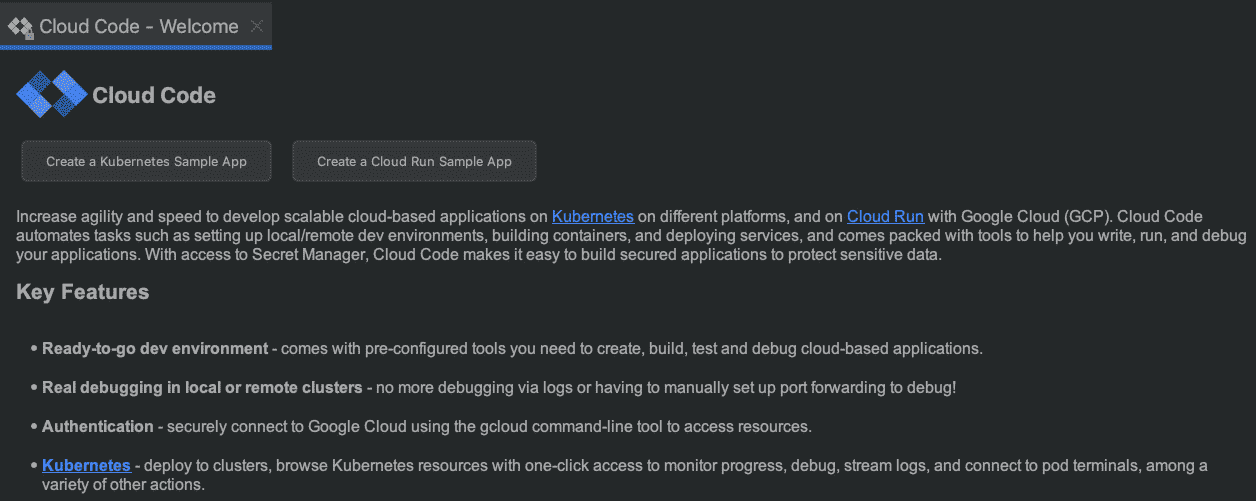 Cloud Code - Welcome
Cloud Code
Create a Kubernetes Sample App
Create a Cloud Run Sample App
Increase agility and speed to develop scalable cloud-based applications on Kubernetes on different platforms, and on Cloud Run with Google Cloud (GCP). Cloud Code
automates tasks such as setting up local/remote dev environments, building containers, and deploying services, and comes packed with tools to help you write, run, and debug
your applications. With access to Secret Manager, Cloud Code makes it easy to build secured applications to protect sensitive data.
Key Features
• Ready-to-go dev environment - comes with pre-configured tools you need to create, build, test and debug cloud-based applications.
• Real debugging in local or remote clusters - no more debugging via logs or having to manually set up port forwarding to debug!
• Authentication - securely connect to Google Cloud using the gcloud command-line tool to access resources.
• Kubernetes - deploy to clusters, browse Kubernetes resources with one-click access to monitor progress, debug, stream logs, and connect to pod terminals, among a
variety of other actions.